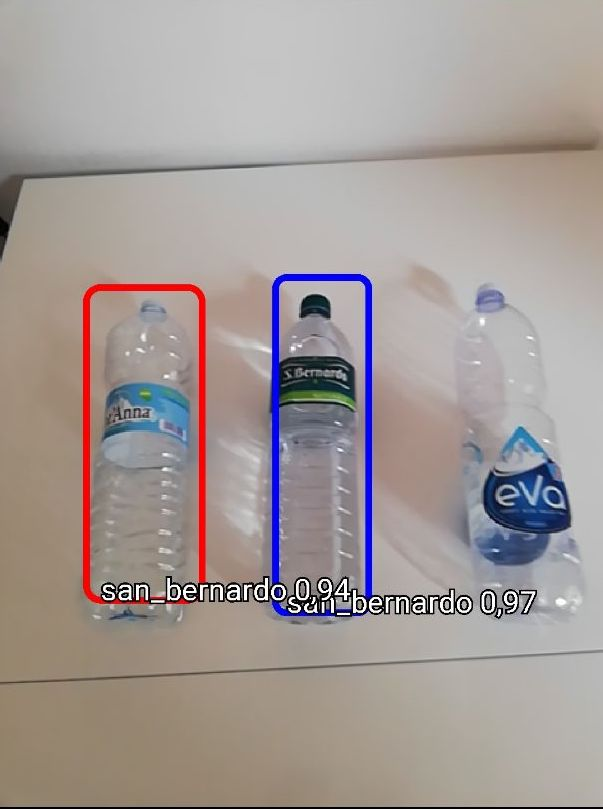 t'Anna
S.Bernardo
eva
san_bernardo 0,94
san_bernardo 0,97